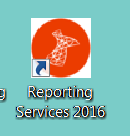 g
Reporting
Services 2016